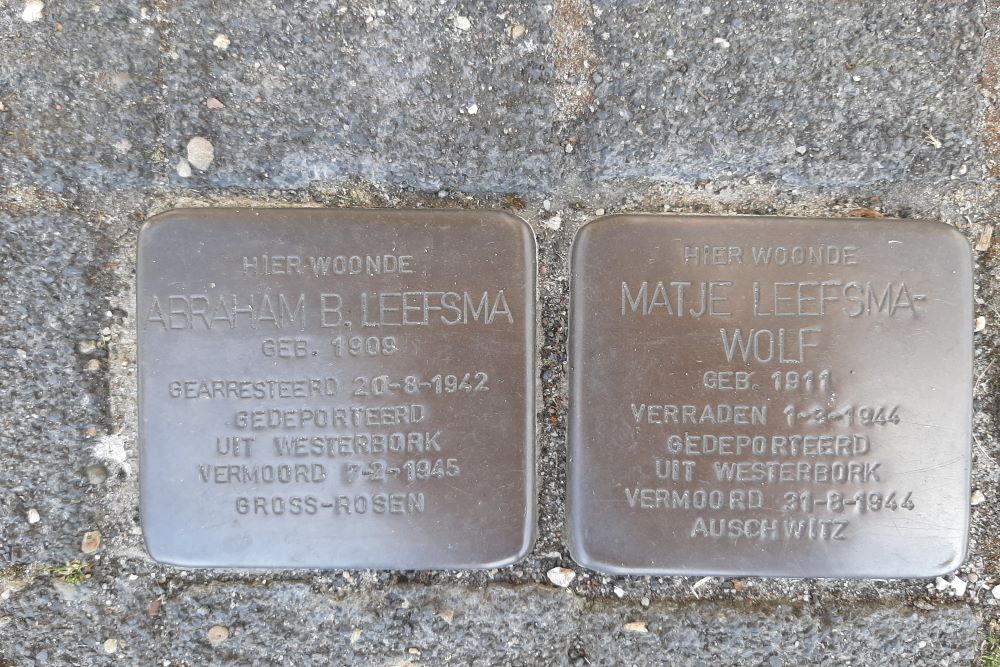 HIER WOONDE
ABRAHAM B. LEEFSMA
GEB. 1909
GEARRESTEERD 20-8-1942
GEDEPORTEERD
UIT WESTERBORK
VERMOORD 7-2-1945
GROSS-ROSEN
HIER WOONDE
MATJE LEEFSMA-
WOLF
GEB. 1911
VERRADEN 1-3-1944
GEDEPORTEERD
UIT WESTERBORK
VERMOORD 31-8-1944
AUSCHWITZ